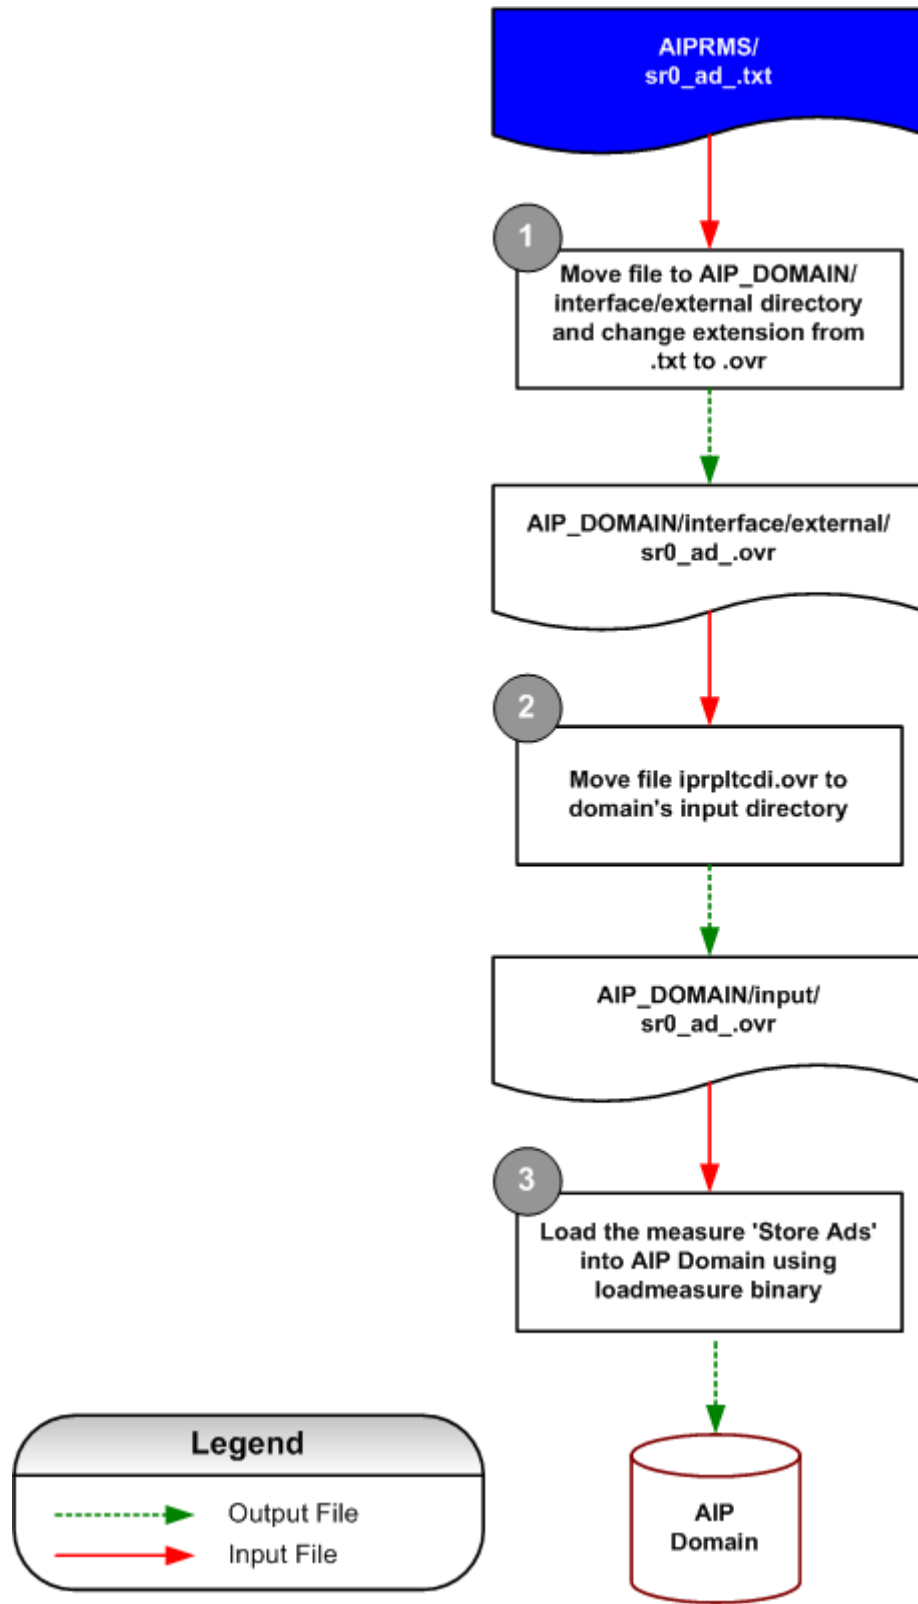 AIPRMS/
sr0_ad_.txt
1
Move file to AIP_DOMAIN/
interface/external directory
and change extension from
.txt to .ovr
AIP_DOMAIN/interface/external/
sr0_ad_.ovr
2
Move file iprpltcdi.ovr to
domain's input directory
AIP_DOMAIN/input/
sr0_ad_.ovr
3
Load the measure 'Store Ads'
into AIP Domain using
loadmeasure binary
AIP
Domain
Legend
Output File
Input File